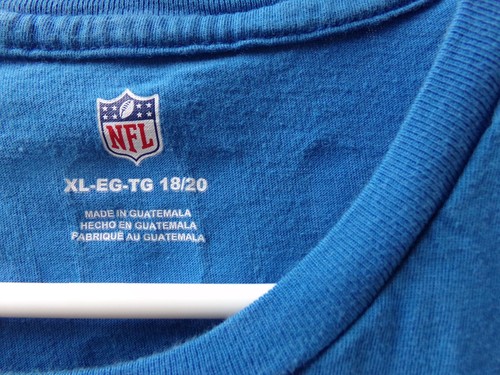 NFL
XL-EG-TG 18/20
MADE IN GUATEMALA
HECHO EN GUATEMALA
FABRIQUÉ AU GUATEMALA